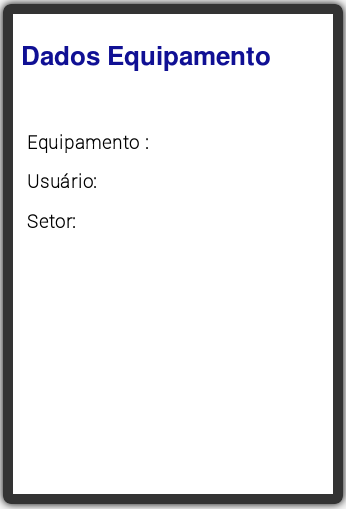 Dados Equipamento
Equipamento :
Usuário:
Setor: